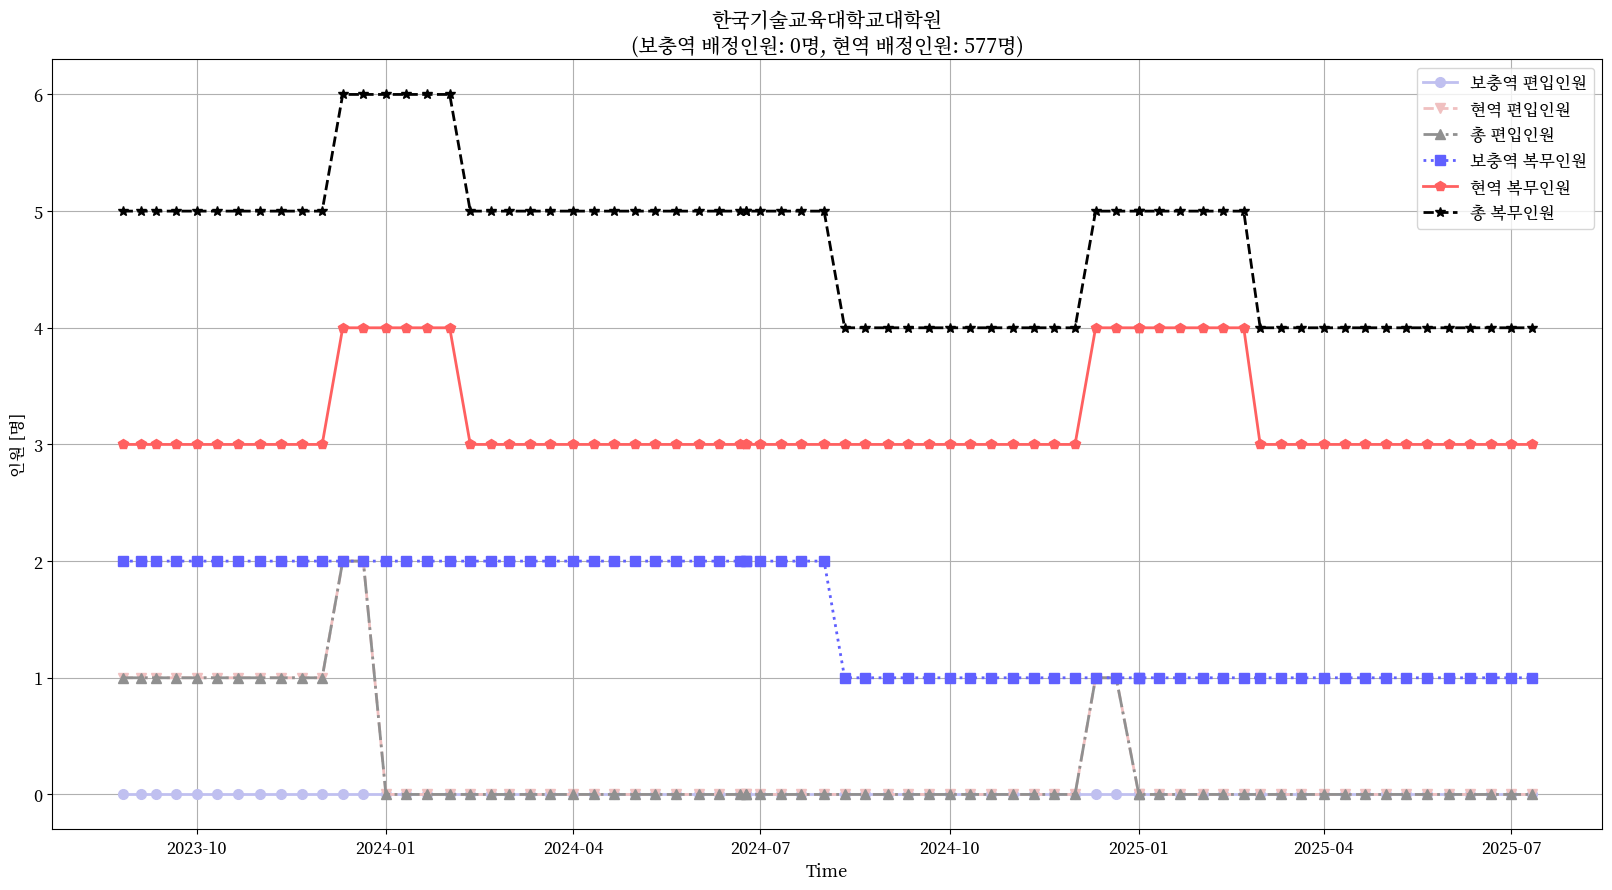 한국기술교육대학교대학원
(보충역 배정인원: 0명, 현역 배정인원: 577명)
보충역 편입인원
현역 편입인원
총 편입인원
보충역 복무인원
현역 복무인원
총 복무인원
인원 [명]
6
5
4
3
2
1
0
2023-10
2024-01
2024-04
2024-07
2024-10
2025-01
2025-04
2025-07
Time